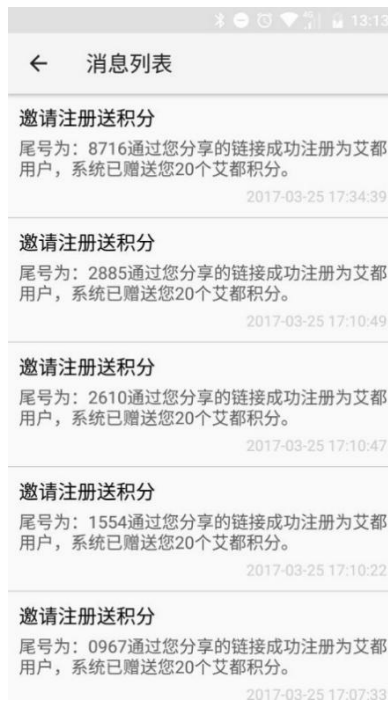 4G 13:13
消息列表
邀请注册送积分
尾号为：8716通过您分享的链接成功注册为艾都
用户，系统已赠送您20个艾都积分。
2017-03-25 17:34:39
邀请注册送积分
尾号为：2885通过您分享的链接成功注册为艾都
用户，系统已赠送您20个艾都积分。
2017-03-25 17:10:49
邀请注册送积分
尾号为：2610通过您分享的链接成功注册为艾都
用户，系统已赠送您20个艾都积分。
2017-03-25 17:10:47
邀请注册送积分
尾号为：1554通过您分享的链接成功注册为艾都
用户，系统已赠送您20个艾都积分。
2017-03-25 17:10:22
邀请注册送积分
尾号为：0967通过您分享的链接成功注册为艾都
用户，系统已赠送您20个艾都积分。
2017-03-25 17:07:33